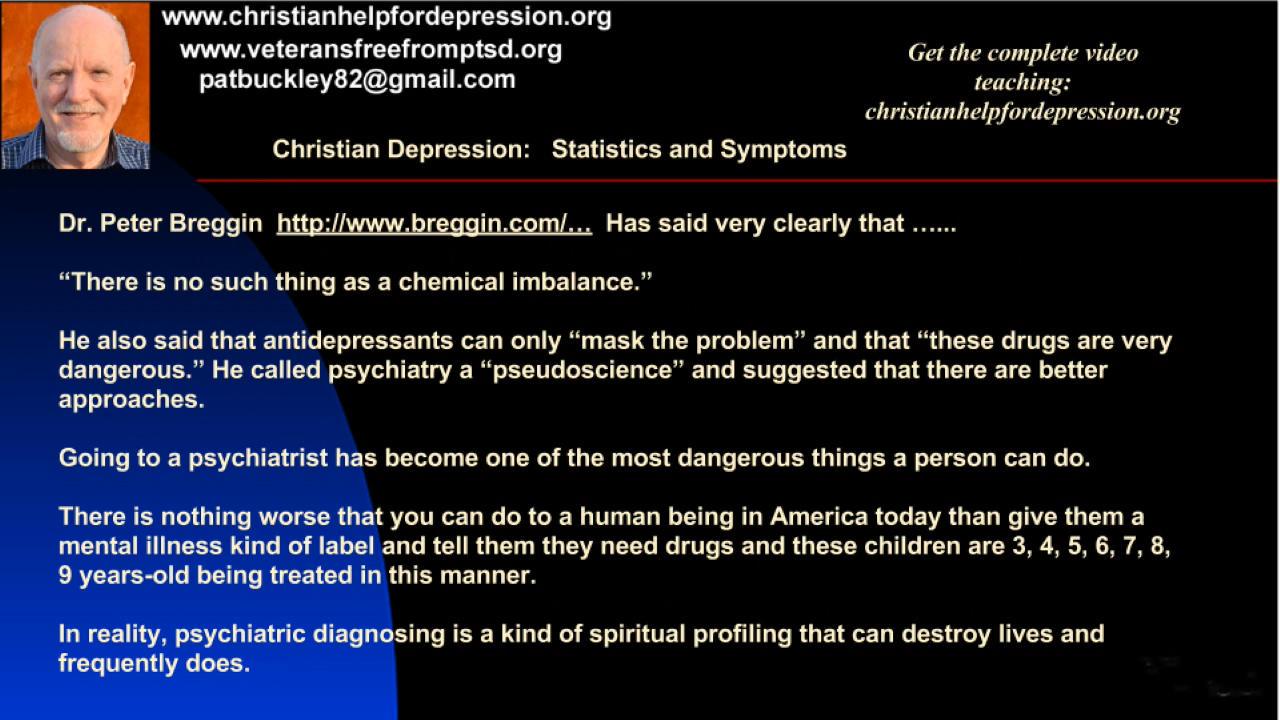 www.christianhelpfordepression.org
www.veteransfreefromptsd.org
patbuckley82@gmail.com
Get the complete video
teaching:
christianhelpfordepression.org
Christian Depression: Statistics and Symptoms
Dr. Peter Breggin http://www.breggin.com/… Has said very clearly that …...
“There is no such thing as a chemical imbalance.”
He also said that antidepressants can only “mask the problem” and that “these drugs are very
dangerous.” He called psychiatry a “pseudoscience” and suggested that there are better
approaches.
Going to a psychiatrist has become one of the most dangerous things a person can do.
There is nothing worse that you can do to a human being in America today than give them a
mental illness kind of label and tell them they need drugs and these children are 3, 4, 5, 6, 7, 8,
9 years-old being treated in this manner.
In reality, psychiatric diagnosing is a kind of spiritual profiling that can destroy lives and
frequently does.